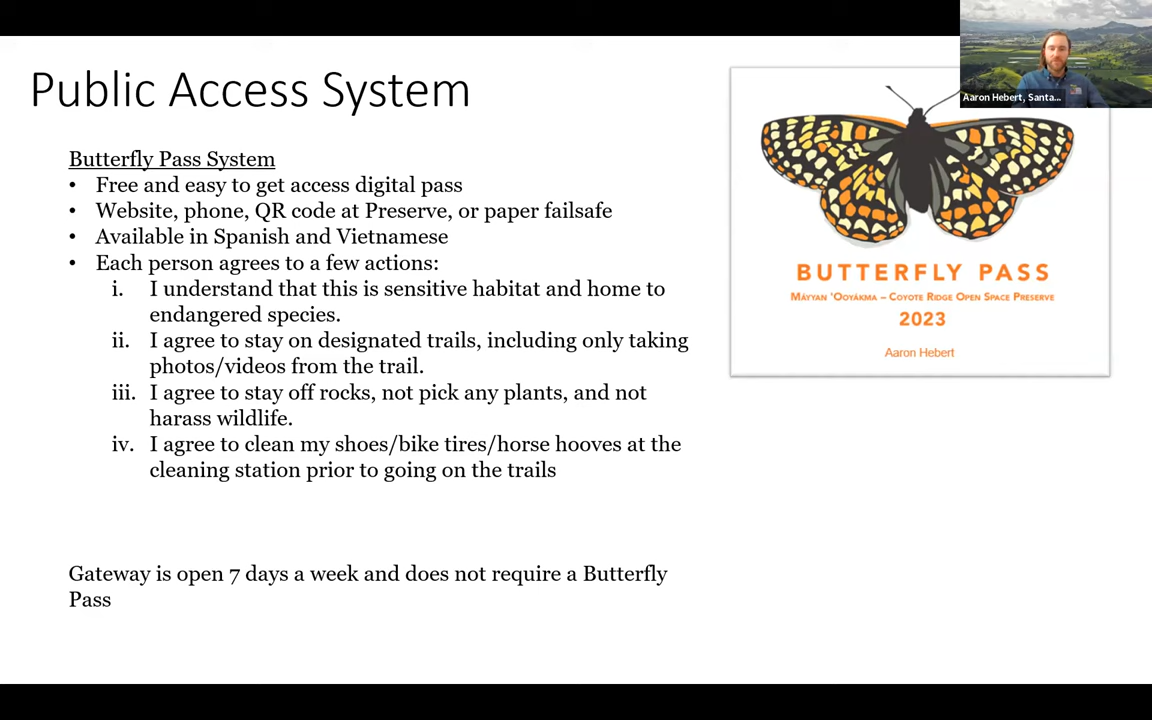 Public Access System
Butterfly Pass System
• Free and easy to get access digital pass
• Website, phone, QR code at Preserve, or paper failsafe
• Available in Spanish and Vietnamese
• Each person agrees to a few actions:
i. I understand that this is sensitive habitat and home to
endangered species.
ii. I agree to stay on designated trails, including only taking
photos/videos from the trail.
iii. I agree to stay off rocks, not pick any plants, and not
harass wildlife.
iv. I agree to clean my shoes/bike tires/horse hooves at the
cleaning station prior to going on the trails
Gateway is open 7 days a week and does not require a Butterfly
Pass
Aaron Hebert, Santa...
BUTTERFLY PASS
Máyyan 'Ooyákma – Coyote Ridge Open Space Preserve
2023
Aaron Hebert